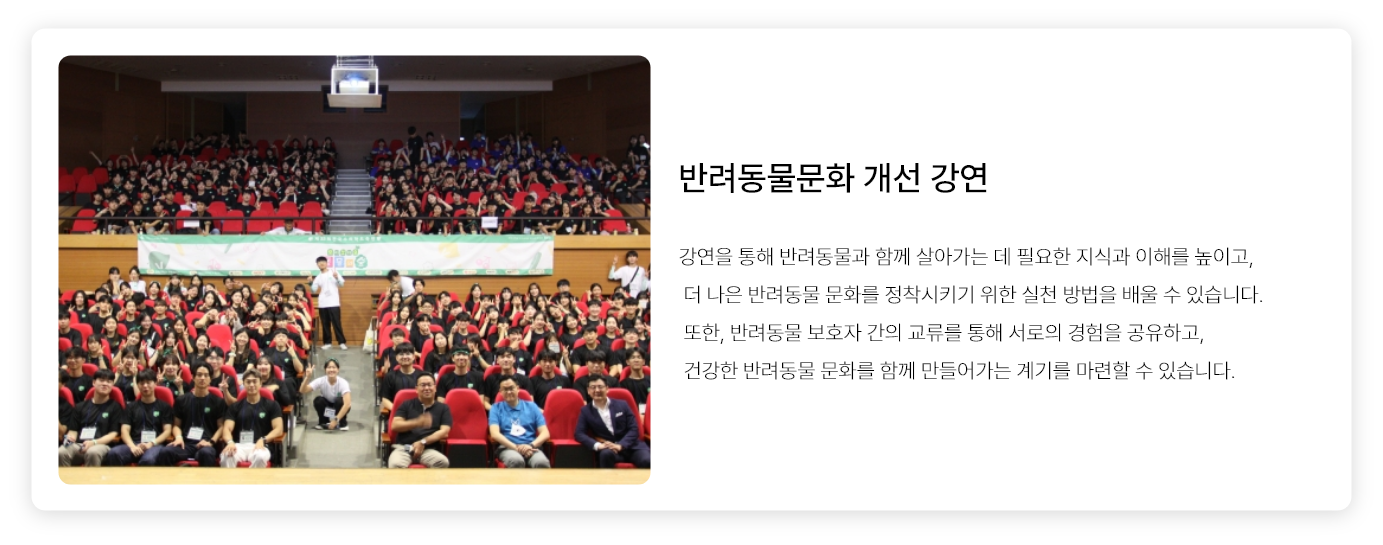 반려동물문화 개선 강연
강연을 통해 반려동물과 함께 살아가는 데 필요한 지식과 이해를 높이고,
더 나은 반려동물 문화를 정착시키기 위한 실천 방법을 배울 수 있습니다.
또한, 반려동물 보호자 간의 교류를 통해 서로의 경험을 공유하고,
건강한 반려동물 문화를 함께 만들어가는 계기를 마련할 수 있습니다.